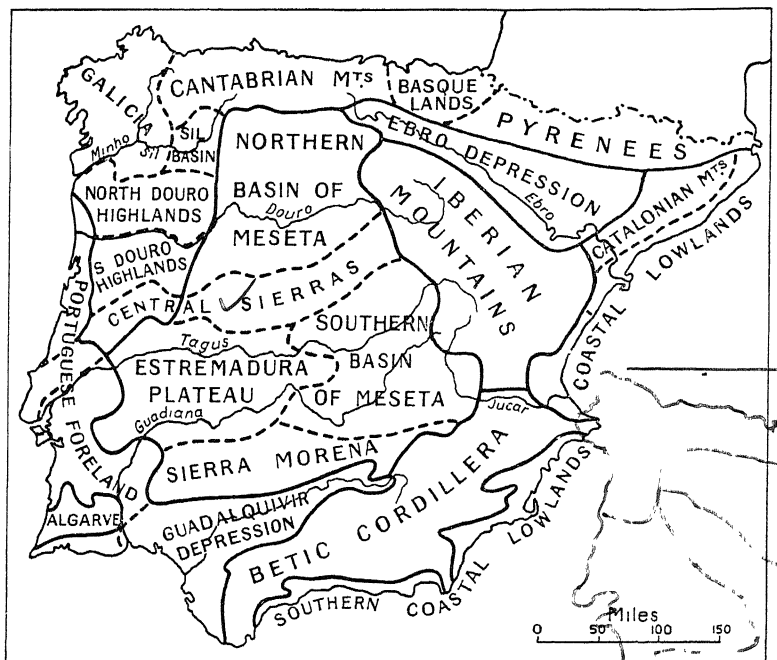 GALICIA
CANTABRIAN MTS.
BASQUE
LANDS
PYRENEES
Minho
Sil
SIL
BASIN
NORTHERN
BASIN OF
MESETA
EBRO DEPRESSION
Ebro
NORTH DOURO
HIGHLANDS
Douro
IBERIAN
MOUNTAINS
CATALONIAN MTS
COASTAL LOWLANDS
S DOURO
HIGHLANDS
CENTRAL SIERRAS
PORTUGUESE FORELAND
Tagus
SOUTHERN
BASIN
OF MESETA
ESTREMADURA
PLATEAU
Guadiana
Jucar
SIERRA MORENA
ALGARVE
GUADALQUIVIR
DEPRESSION
BETIC CORDILLERA
SOUTHERN COASTAL LOWLANDS
Miles
0 50 100 150